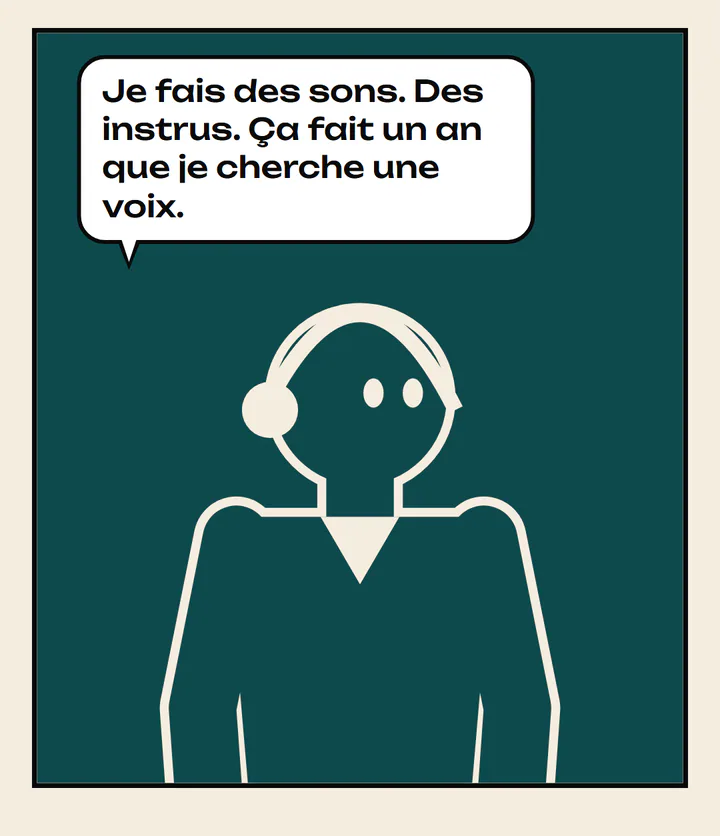 Je fais des sons. Des
instrus. Ça fait un an
que je cherche une
voix.